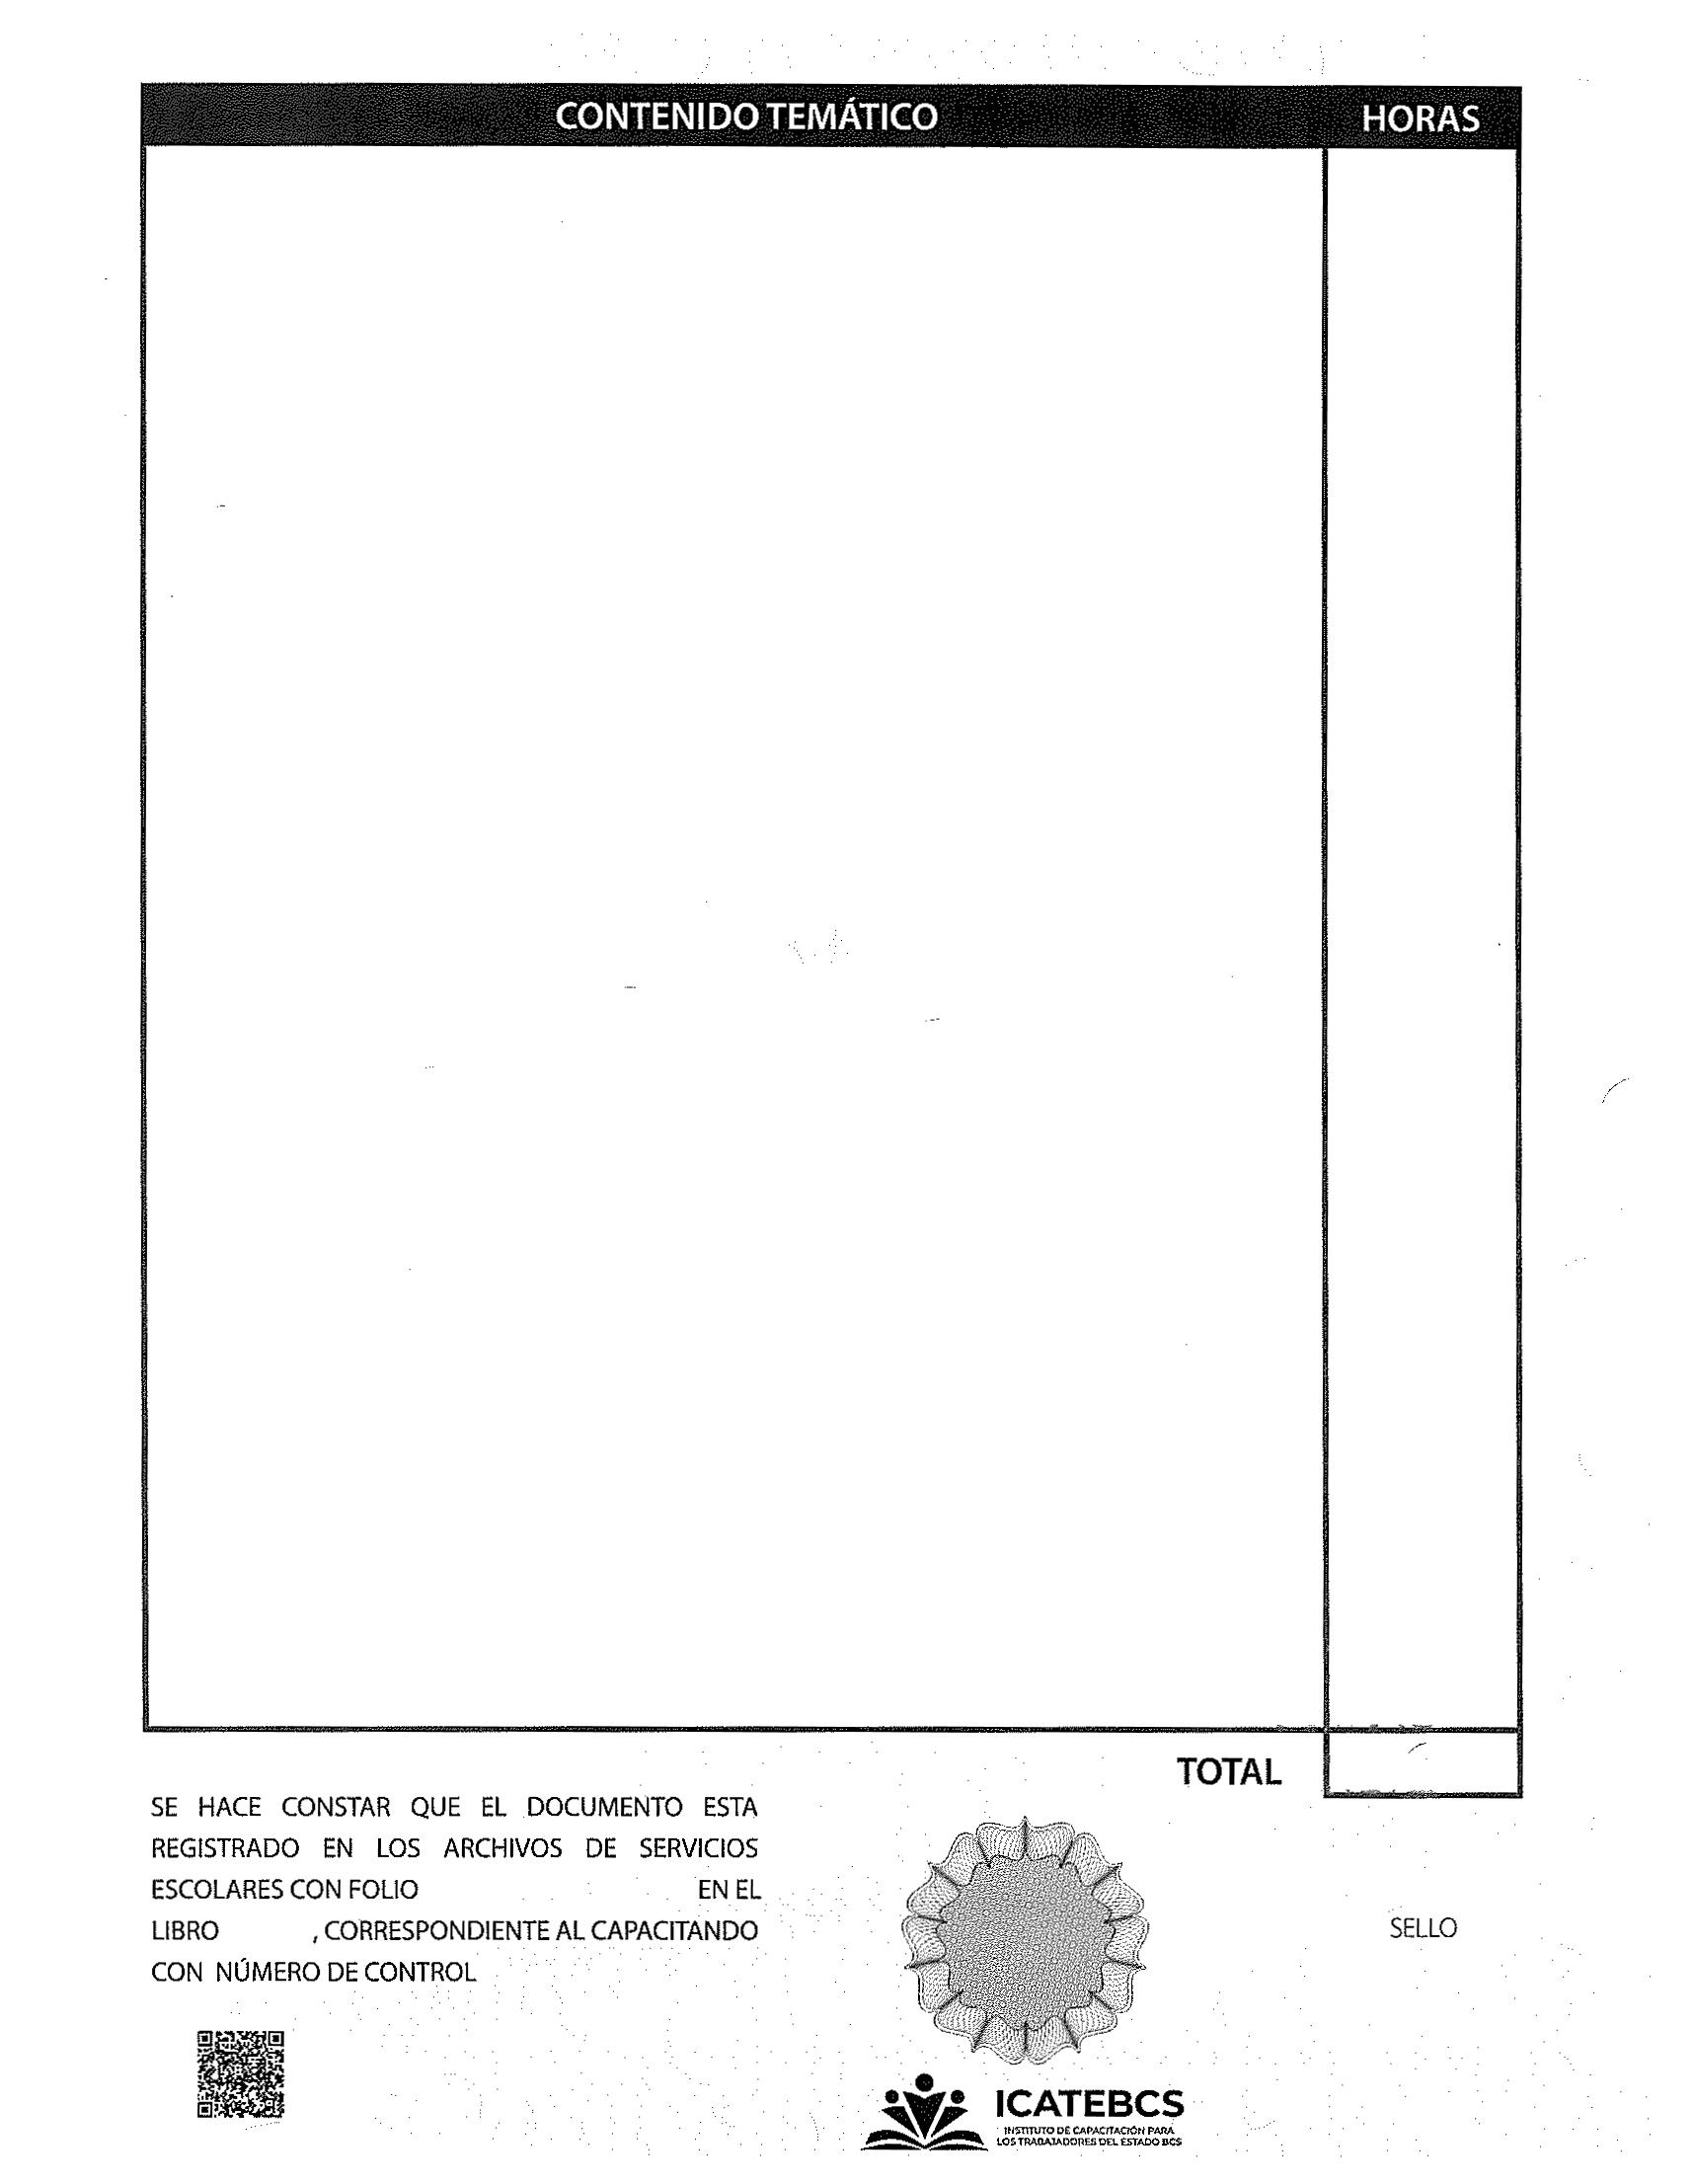 CONTENIDO TEMÁTICO HORAS
TOTAL
SE HACE CONSTAR QUE EL DOCUMENTO ESTA
REGISTRADO EN LOS ARCHIVOS DE SERVICIOS
ESCOLARES CON FOLIO EN EL
LIBRO , CORRESPONDIENTE AL CAPACITANDO
CON NÚMERO DE CONTROL
SELLO
ICATEBCS
INSTITUTO DE CAPACITACIÓN PARA
LOS TRABAJADORES DEL ESTADO BCS